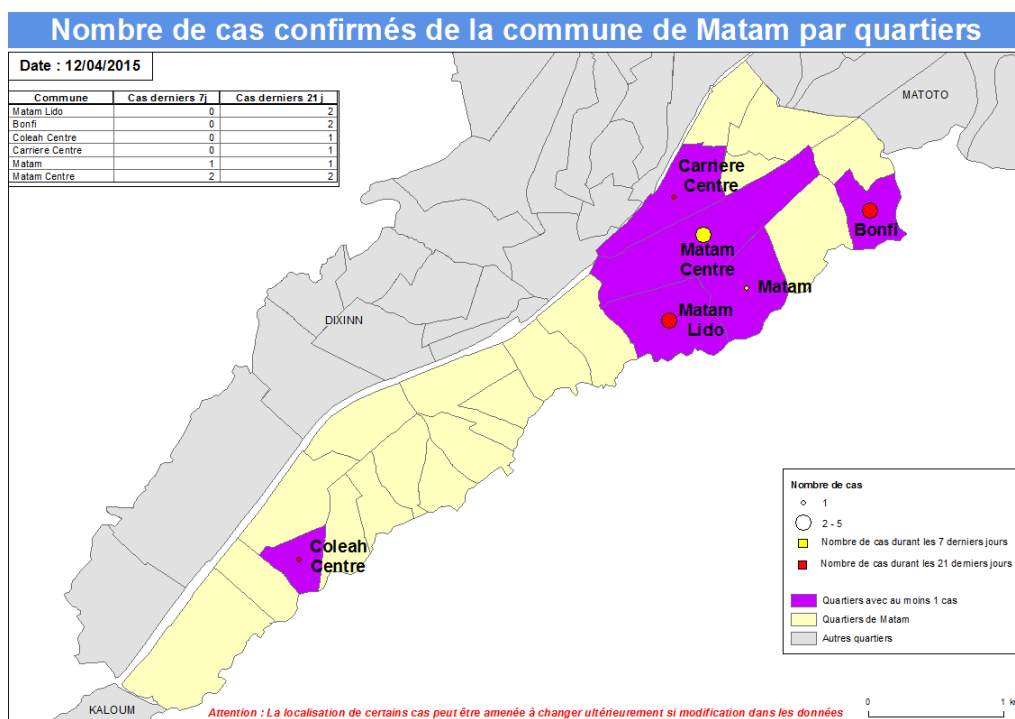 Nombre de cas confirmés de la commune de Matam par quartiers
Date : 12/04/2015
Commune Cas derniers 7j Cas derniers 21 j
Matam Lido 0 2
Bonfi 0 2
Coleah Centre 0 1
Carriere Centre 0 1
Matam 1 1
Matam Centre 2 2
MATOTO
Carriere
Centre
Bonfi
Matam
Centre
Matam
Matam
Lido
DIXINN
Coleah
Centre
KALOUM
Nombre de cas
1
2 - 5
Nombre de cas durant les 7 derniers jours
Nombre de cas durant les 21 derniers jours
Quartiers avec au moins 1 cas
Quartiers de Matam
Autres quartiers
0 1 k
Attention : La localisation de certains cas peut être amenée à changer ultérieurement si modification dans les données